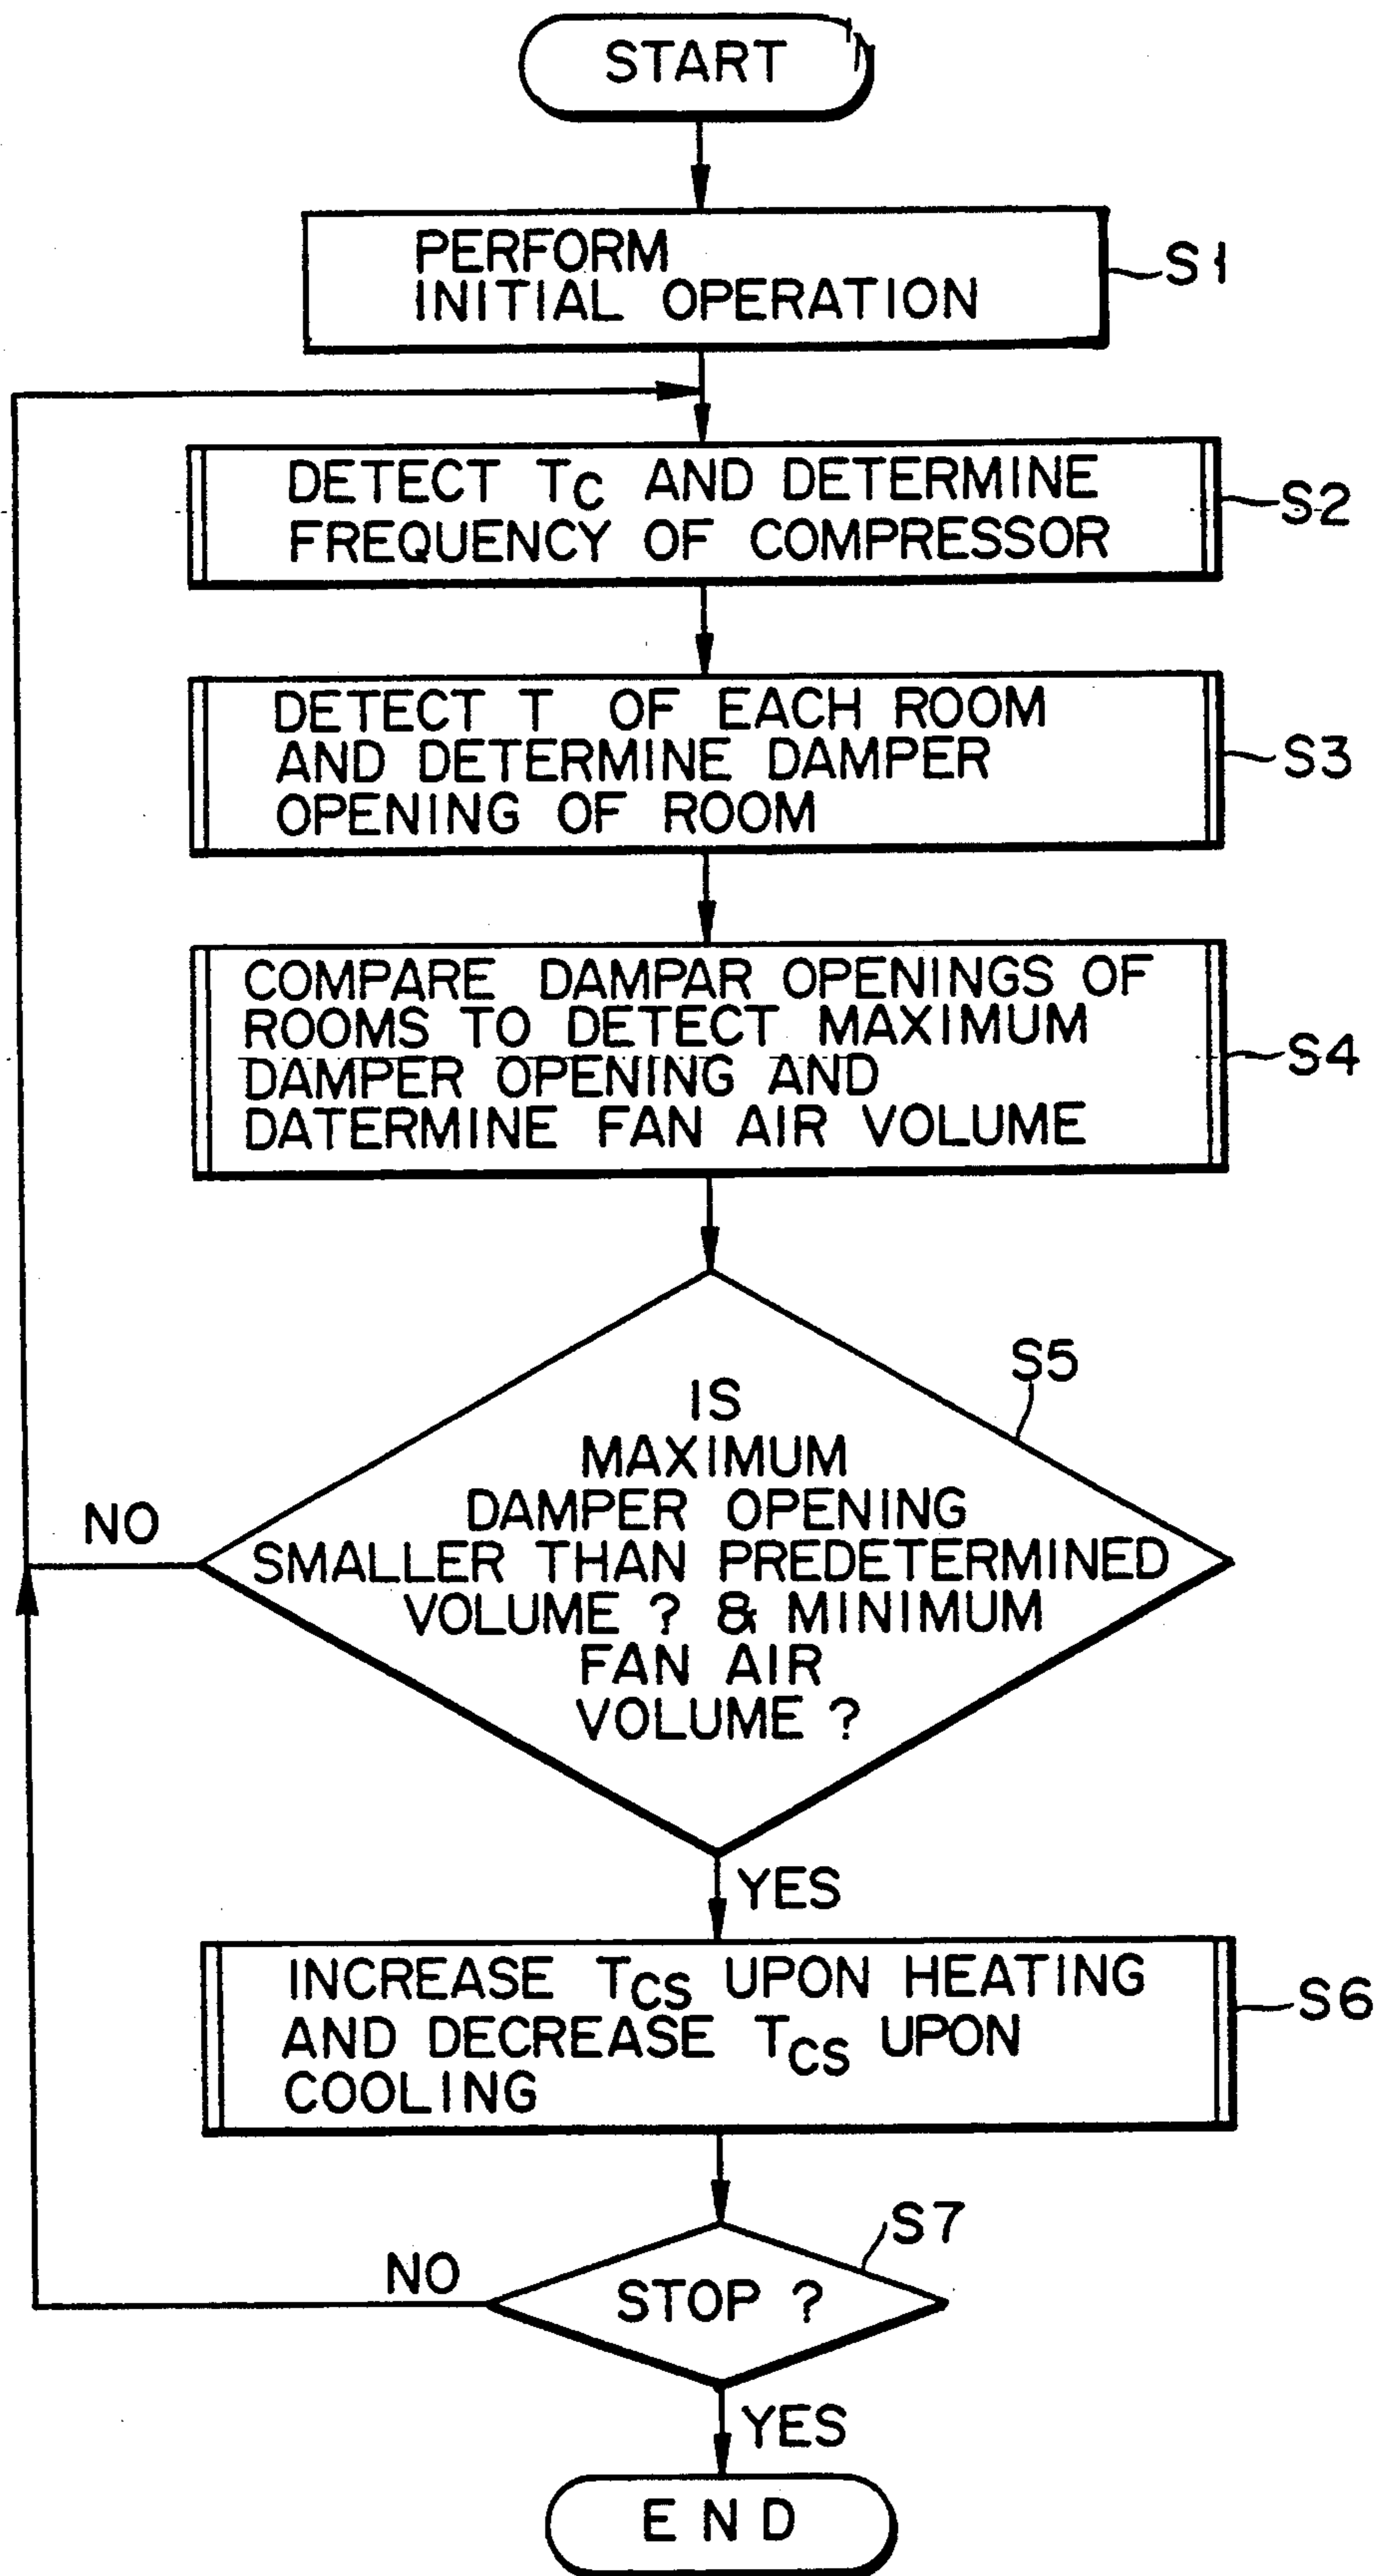 START
PERFORM
INITIAL OPERATION
S1
DETECT TC AND DETERMINE
FREQUENCY OF COMPRESSOR
S2
DETECT T OF EACH ROOM
AND DETERMINE DAMPER
OPENING OF ROOM
S3
COMPARE DAMPAR OPENINGS OF
ROOMS TO DETECT MAXIMUM
DAMPER OPENING AND
DATERMINE FAN AIR VOLUME
S4
S5
IS
MAXIMUM
DAMPER OPENING
SMALLER THAN PREDETERMINED
VOLUME ? & MINIMUM
FAN AIR
VOLUME ?
NO
YES
INCREASE TCS UPON HEATING
AND DECREASE TCS UPON
COOLING
S6
S7
STOP ?
NO
YES
END